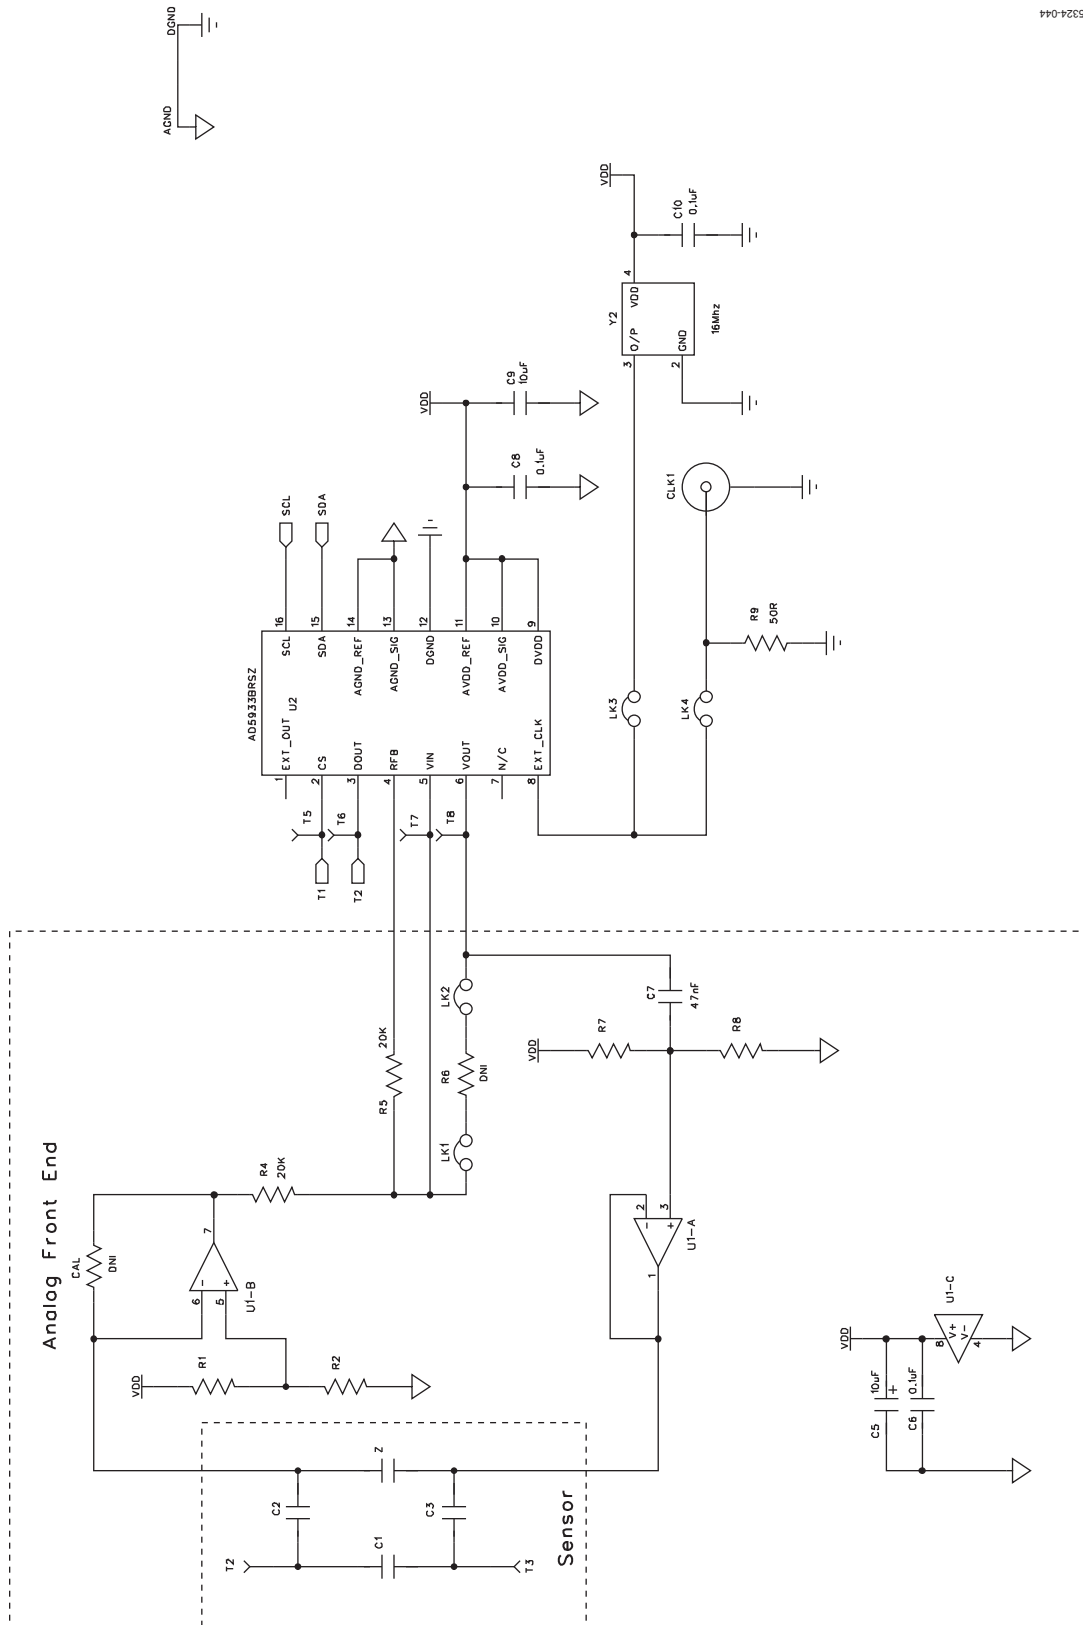 5324-044
DGND
AGND
VDD
C10
0.1uF
4
VDD
Y2
O/P
GND
3
2
16Mhz
VDD
C9
10uF
C8
0.1uF
CLK1
SCL
SDA
R9
50R
16
15
14
13
12
11
10
9
SCL
SDA
AGND_REF
AGND_SIG
DGND
AVDD_REF
AVDD_SIG
DVDD
AD5933BRSZ
U2
EXT_OUT
CS
DOUT
RFB
VIN
VOUT
N/C
EXT_CLK
1
2
3
4
5
6
7
8
LK3
LK4
T5
T6
T7
T8
T1
T2
LK2
C7
47nF
R7
R8
VDD
20K
R5
R6
DNI
LK1
Analog Front End
R4
20K
CAL
DNI
7
6
5
-
+
U1-B
2
3
-
+
1
U1-A
R1
R2
VDD
U1-C
VDD
8
V+
V-
4
10uF
+
C5
0.1uF
C6
Z
C2
C3
C1
T2
T3
Sensor